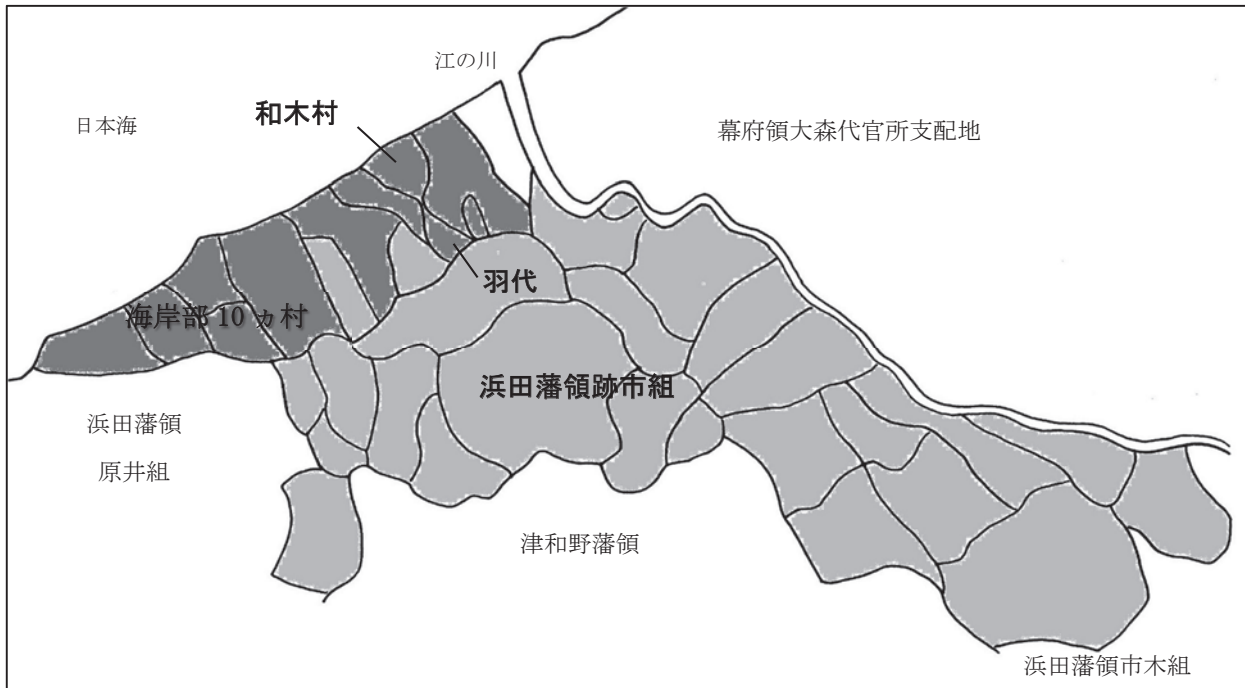 江の川
和木村
日本海
幕府領大森代官所支配地
羽代
海岸部 10 ヵ村
浜田藩領跡市組
浜田藩領
原井組
津和野藩領
浜田藩領市木組